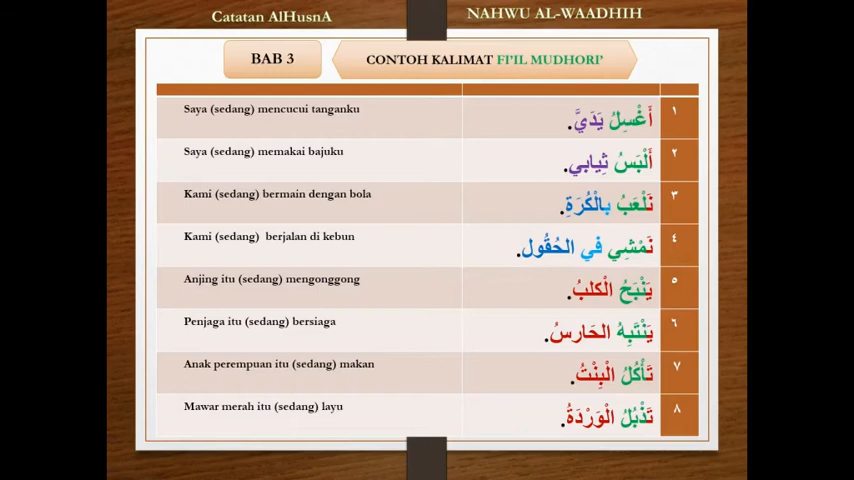 Catatan AlHusnA
NAHWU AL-WAADHIH
BAB 3
CONTOH KALIMAT FI'IL MUDHORI'
Saya (sedang) mencucui tanganku
أَغْسِلُ يَدَيَّ.
١
Saya (sedang) memakai bajuku
أَلْبَسُ ثِيابي.
٢
Kami (sedang) bermain dengan bola
نَلْعَبُ بِالْكُرَةِ.
٣
Kami (sedang) berjalan di kebun
نَمْشِي في الحُقُول.
٤
Anjing itu (sedang) mengonggong
يَنْبَحُ الْكلبُ.
٥
Penjaga itu (sedang) bersiaga
يَنْتَبِهُ الحَارسُ.
٦
Anak perempuan itu (sedang) makan
تَأْكُلُ الْبِنْتُ.
٧
Mawar merah itu (sedang) layu
تَذْبُلُ الْوَرْدَةُ.
٨